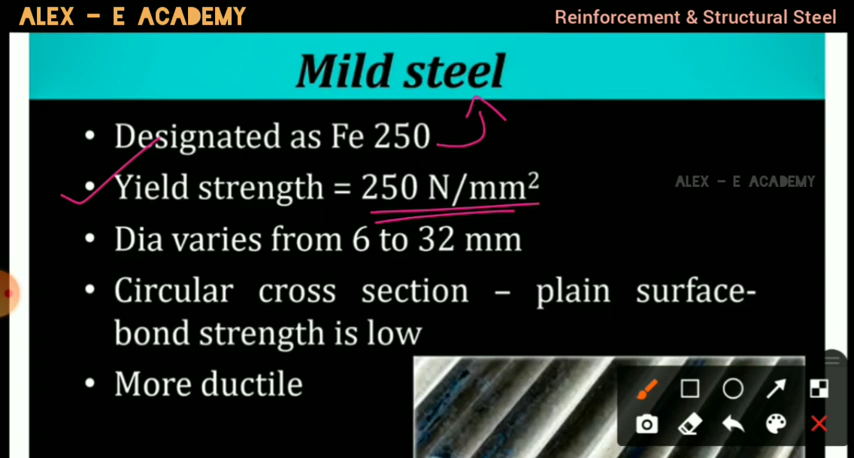 ALEX – E ACADEMY
Reinforcement & Structural Steel
Mild steel
• Designated as Fe 250
• Yield strength = 250 N/mm²
ALEX – E ACADEMY
• Dia varies from 6 to 32 mm
• Circular cross section – plain surface-
bond strength is low
• More ductile